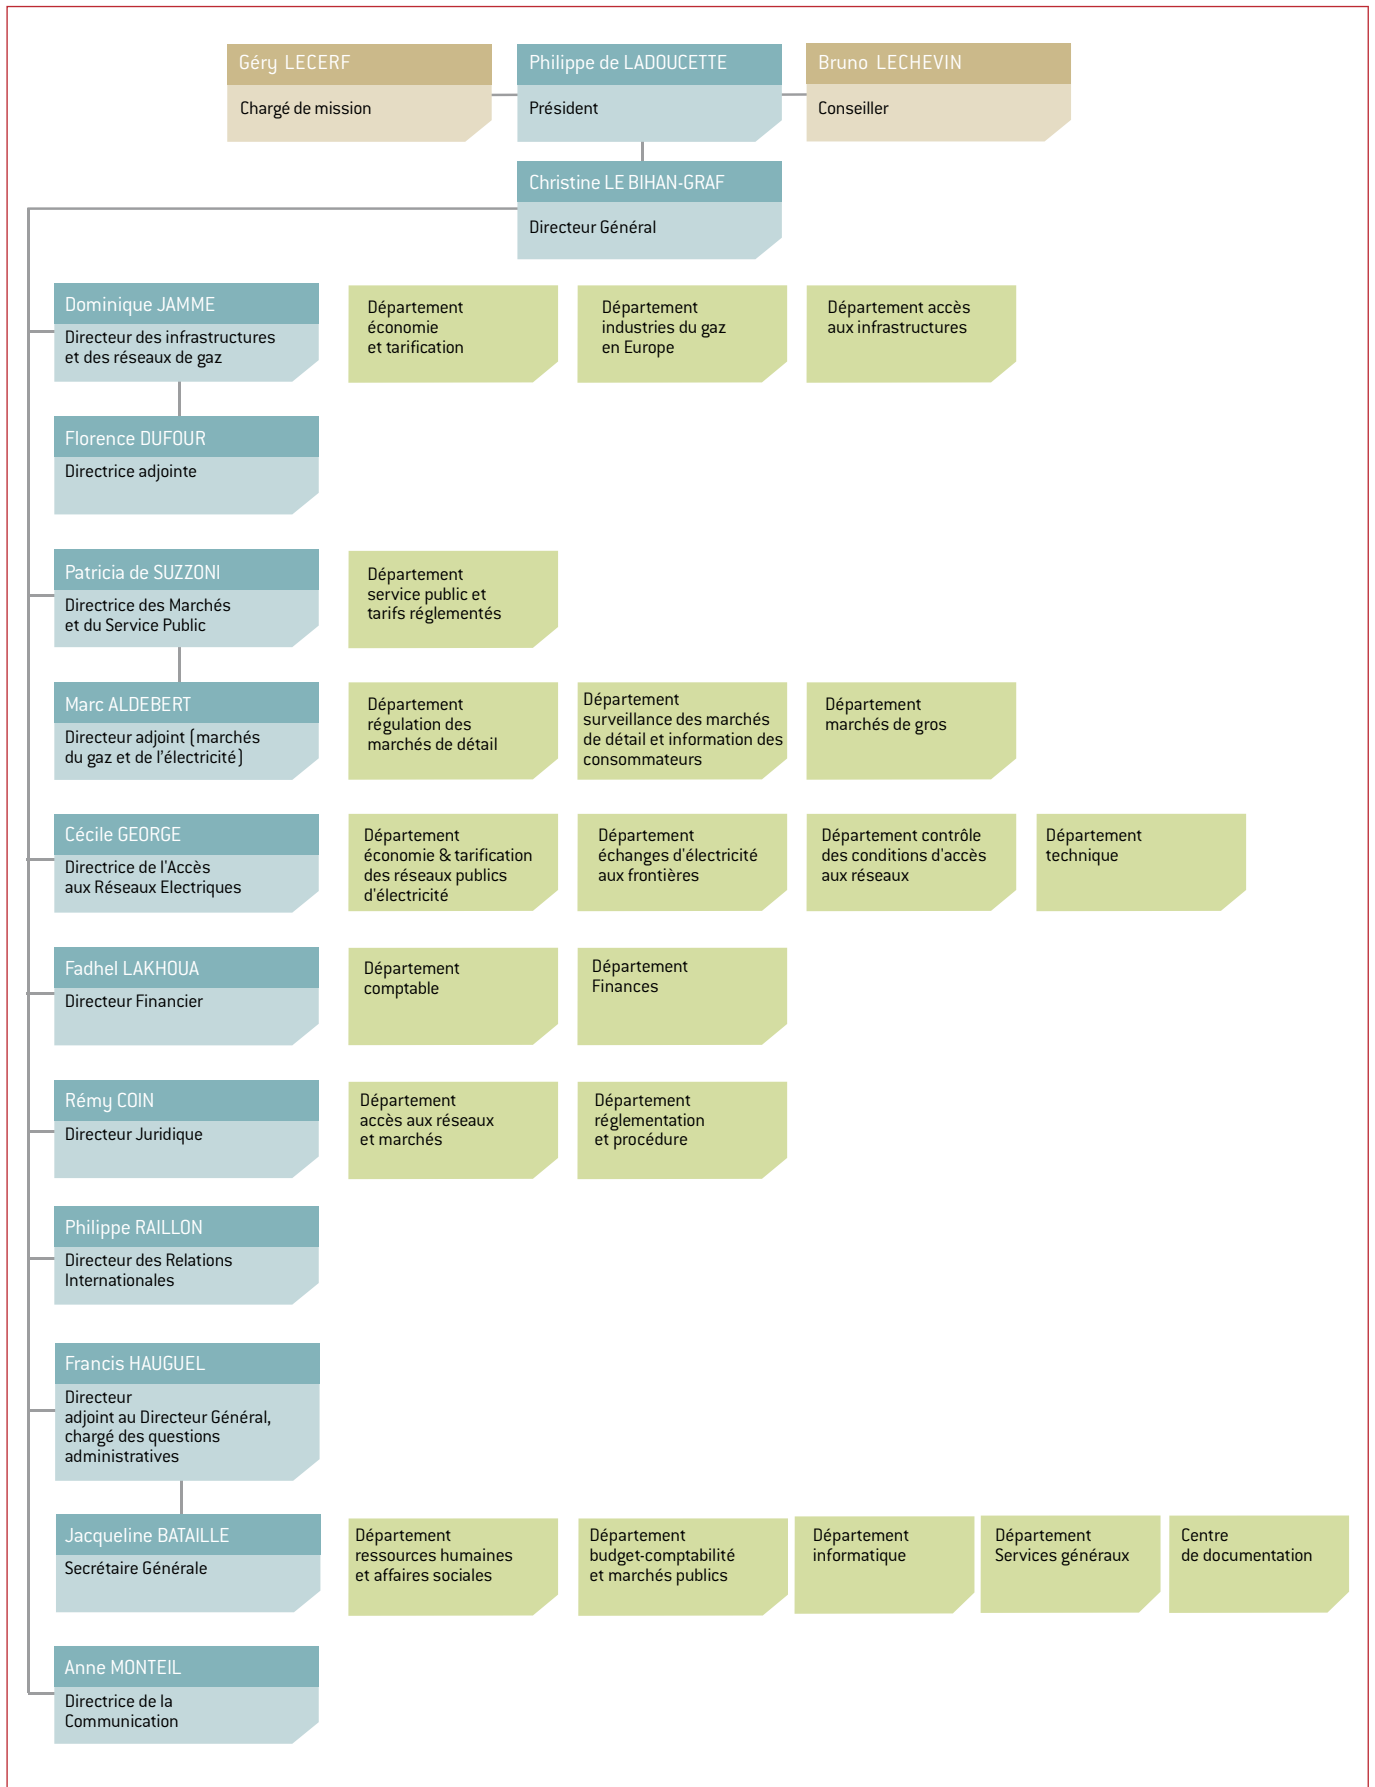 Géry LECERF
Chargé de mission
Philippe de LADOUCETTE
Président
Bruno LECHEVIN
Conseiller
Christine LE BIHAN-GRAF
Directeur Général
Dominique JAMME
Directeur des infrastructures
et des réseaux de gaz
Département
économie
et tarification
Département
industries du gaz
en Europe
Département accès
aux infrastructures
Florence DUFOUR
Directrice adjointe
Patricia de SUZZONI
Directrice des Marchés
et du Service Public
Département
service public et
tarifs réglementés
Marc ALDEBERT
Directeur adjoint (marchés
du gaz et de l'électricité)
Département
régulation des
marchés de détail
Département
surveillance des marchés
de détail et information des
consommateurs
Département
marchés de gros
Cécile GEORGE
Directrice de l'Accès
aux Réseaux Electriques
Département
économie & tarification
des réseaux publics
d'électricité
Département
échanges d'électricité
aux frontières
Département contrôle
des conditions d'accès
aux réseaux
Département
technique
Fadhel LAKHOUA
Directeur Financier
Département
comptable
Département
Finances
Rémy COIN
Directeur Juridique
Département
accès aux réseaux
et marchés
Département
réglementation
et procédure
Philippe RAILLON
Directeur des Relations
Internationales
Francis HAUGUEL
Directeur
adjoint au Directeur Général,
chargé des questions
administratives
Jacqueline BATAILLE
Secrétaire Générale
Département
ressources humaines
et affaires sociales
Département
budget-comptabilité
et marchés publics
Département
informatique
Département
Services généraux
Centre
de documentation
Anne MONTEIL
Directrice de la
Communication